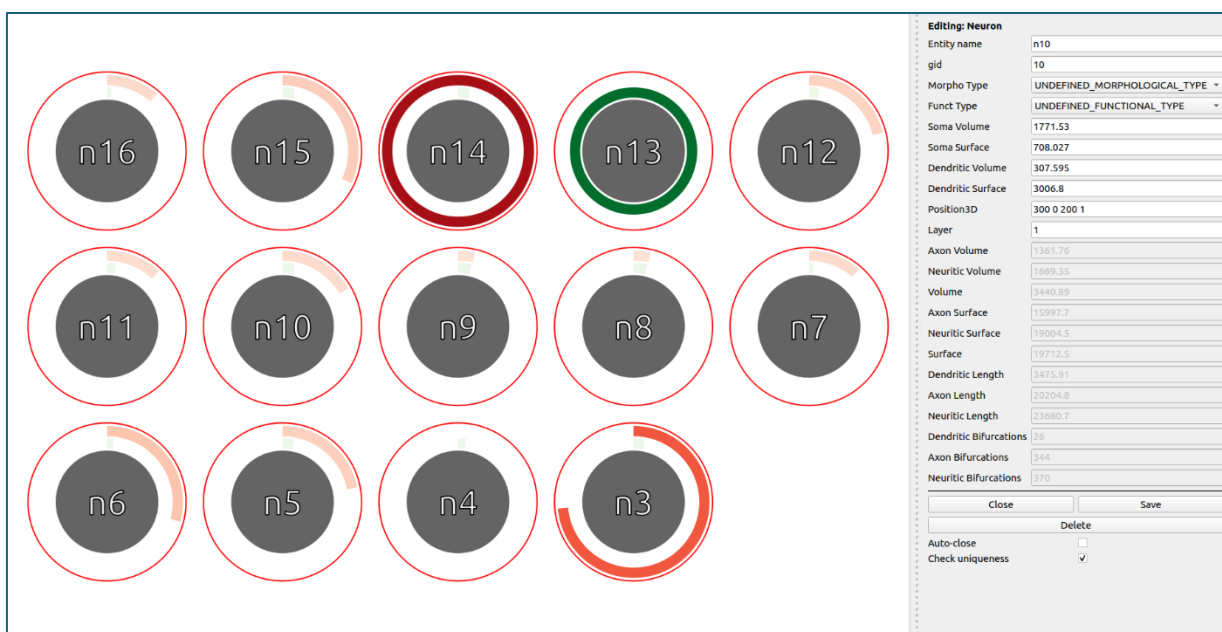 n16 n15 n14 n13 n12
n11 n10 n9 n8 n7
n6 n5 n4 n3
Editing: Neuron
Entity name n10
gid 10
Morpho Type UNDEFINED_MORPHOLOGICAL_TYPE
Funct Type UNDEFINED_FUNCTIONAL_TYPE
Soma Volume 1771.53
Soma Surface 708.027
Dendritic Volume 307.595
Dendritic Surface 3006.8
Position3D 300 0 200 1
Layer 1
Axon Volume 1361.76
Neuritic Volume 1669.35
Volume 3440.89
Axon Surface 15997.7
Neuritic Surface 19004.5
Surface 19712.5
Dendritic Length 3475.91
Axon Length 20204.8
Neuritic Length 23680.7
Dendritic Bifurcations 26
Axon Bifurcations 344
Neuritic Bifurcations 370
Close Save
Delete
Auto-close
Check uniqueness